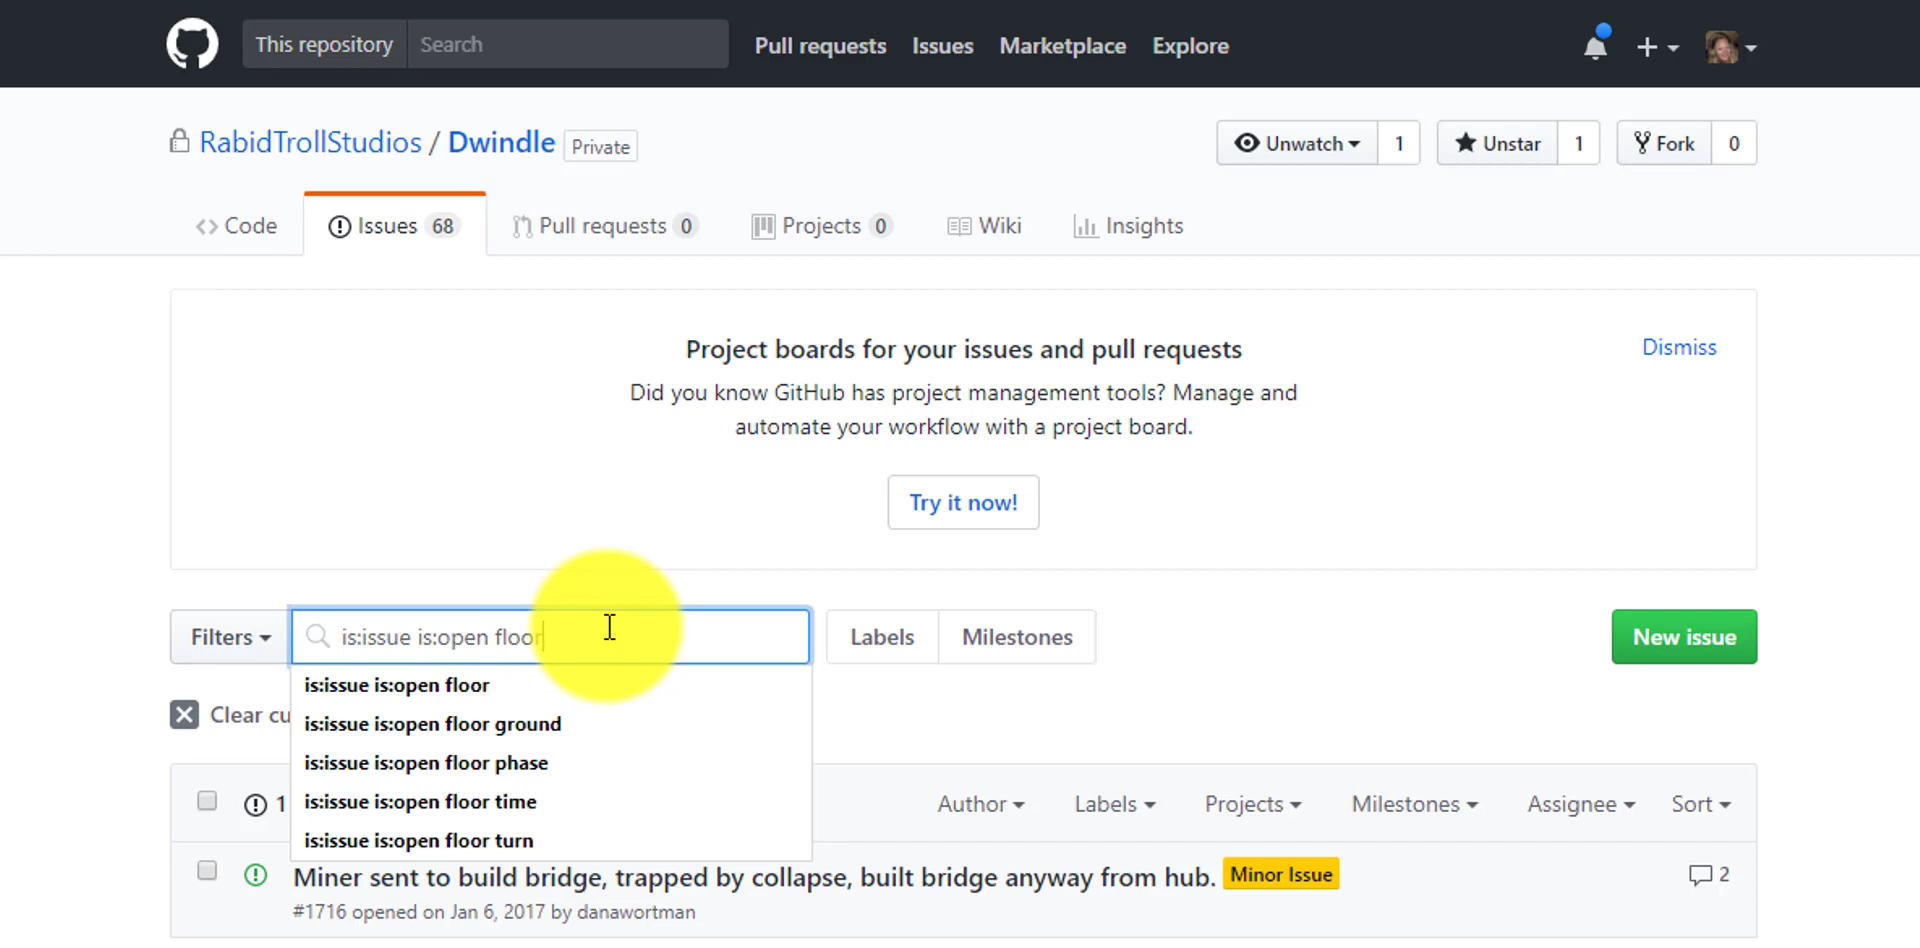 This repository Search Pull requests Issues Marketplace Explore
RabidTrollStudios / Dwindle Private Unwatch 1 Unstar 1 Fork 0
Code Issues 68 Pull requests 0 Projects 0 Wiki Insights
Project boards for your issues and pull requests Dismiss
Did you know GitHub has project management tools? Manage and
automate your workflow with a project board.
Try it now!
Filters is:issue is:open floor Labels Milestones New issue
is:issue is:open floor
Clear cu
is:issue is:open floor ground
is:issue is:open floor phase
1 is:issue is:open floor time Author Labels Projects Milestones Assignee Sort
is:issue is:open floor turn
Miner sent to build bridge, trapped by collapse, built bridge anyway from hub. Minor Issue 2
#1716 opened on Jan 6, 2017 by danawortman